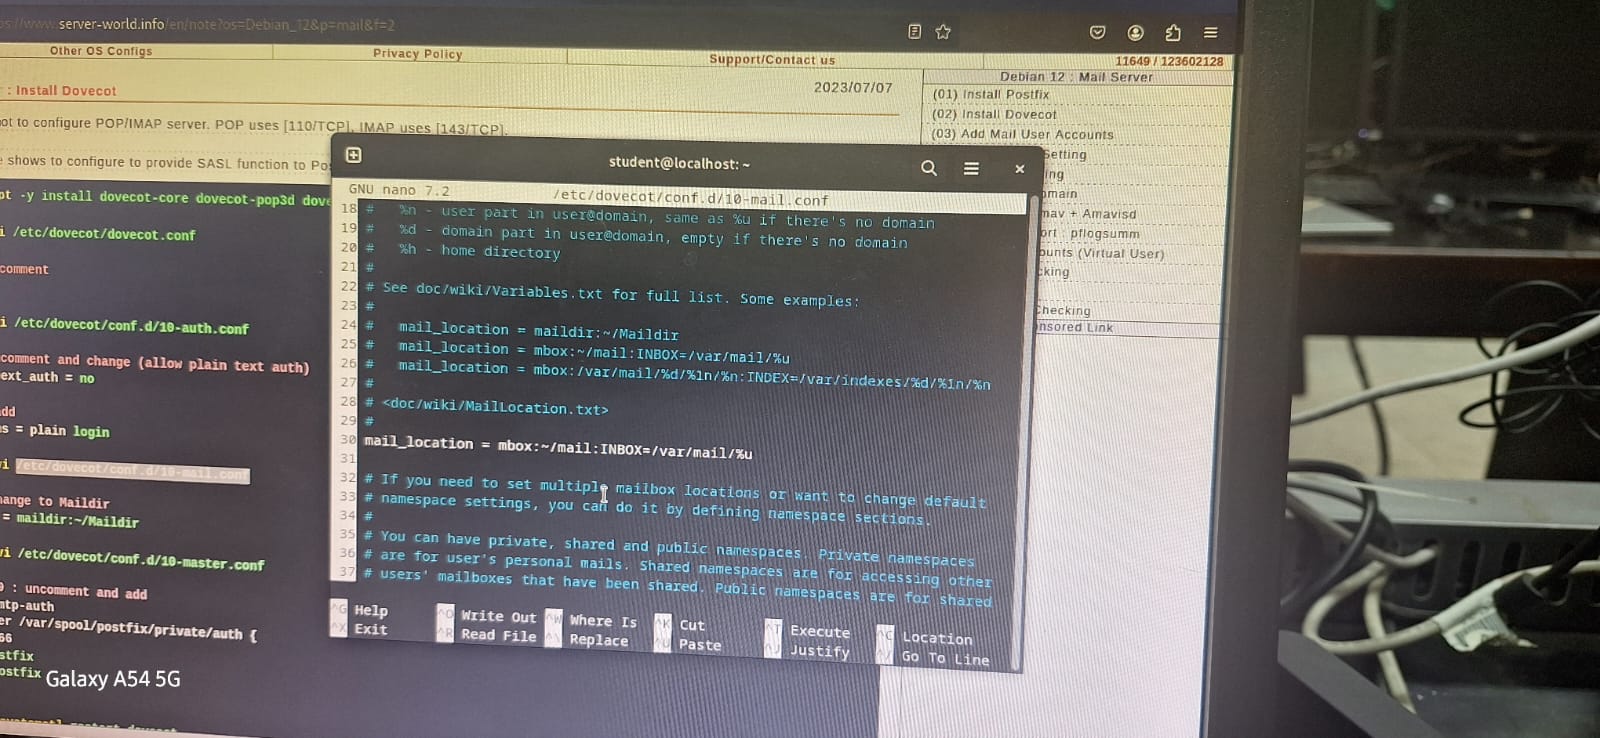 server-world.info/en/note?os=Debian_12&p=mail&f=2
Other OS Configs
Privacy Policy
Support/Contact us
11649 / 123602128
: Install Dovecot
2023/07/07
Debian 12 : Mail Server
(01) Install Postfix
(02) Install Dovecot
(03) Add Mail User Accounts
Setting
ing
main
nav + Amavisd
ort : pflogsumm
ounts (Virtual User)
king
Checking
nsored Link
ot to configure POP/IMAP server. POP uses [110/TCP], IMAP uses [143/TCP].
shows to configure to provide SASL function to Po
pt -y install dovecot-core dovecot-pop3d dove
i /etc/dovecot/dovecot.conf
comment
i /etc/dovecot/conf.d/10-auth.conf
comment and change (allow plain text auth)
ext_auth = no
dd
s = plain login
vi /etc/dovecot/conf.d/10-mail.conf
ange to Maildir
= maildir:~/Maildir
vi /etc/dovecot/conf.d/10-master.conf
: uncomment and add
mtp-auth
er /var/spool/postfix/private/auth {
66
stfix
ostfix
student@localhost: ~
GNU nano 7.2
/etc/dovecot/conf.d/10-mail.conf
18 # %n - user part in user@domain, same as %u if there's no domain
19 # %d - domain part in user@domain, empty if there's no domain
20 # %h - home directory
21 #
22 # See doc/wiki/Variables.txt for full list. Some examples:
23 #
24 # mail_location = maildir:~/Maildir
25 # mail_location = mbox:~/mail:INBOX=/var/mail/%u
26 # mail_location = mbox:/var/mail/%d/%1n/%n:INDEX=/var/indexes/%d/%1n/%n
27 #
28 # <doc/wiki/MailLocation.txt>
29 #
30 mail_location = mbox:~/mail:INBOX=/var/mail/%u
31
32 # If you need to set multiple mailbox locations or want to change default
33 # namespace settings, you can do it by defining namespace sections.
34 #
35 # You can have private, shared and public namespaces. Private namespaces
36 # are for user's personal mails. Shared namespaces are for accessing other
37 # users' mailboxes that have been shared. Public namespaces are for shared
^G Help
^O Write Out
^W Where Is
^K Cut
^T Execute
^C Location
^X Exit
^R Read File
^\ Replace
^U Paste
^J Justify
^/ Go To Line
Galaxy A54 5G